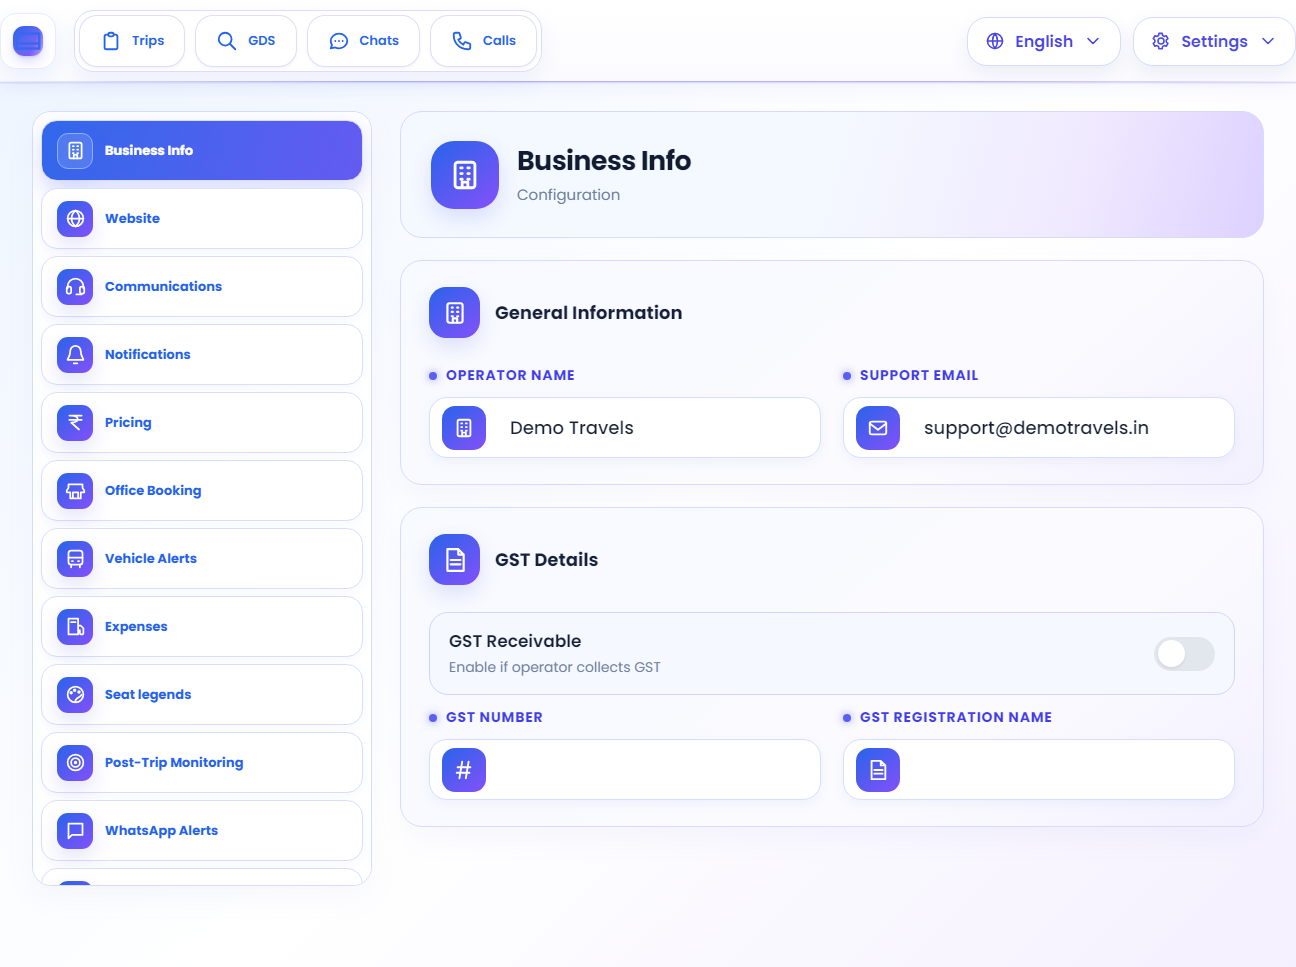 Trips
GDS
Chats
Calls
English
Settings
Business Info
Website
Communications
Notifications
Pricing
Office Booking
Vehicle Alerts
Expenses
Seat legends
Post-Trip Monitoring
WhatsApp Alerts
Business Info
Configuration
General Information
OPERATOR NAME
Demo Travels
SUPPORT EMAIL
support@demotravels.in
GST Details
GST Receivable
Enable if operator collects GST
GST NUMBER
GST REGISTRATION NAME